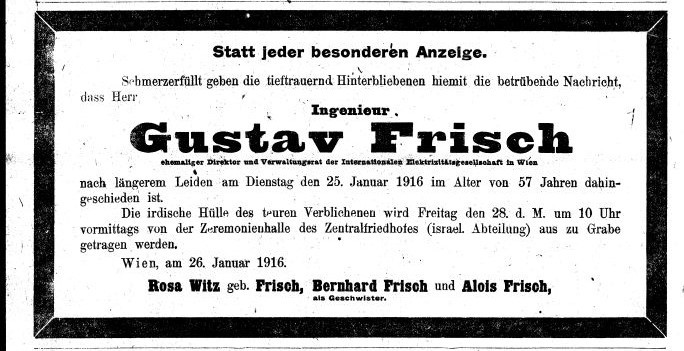 Statt jeder besonderen Anzeige.
Schmerzerfüllt geben die tieftrauernd Hinterbliebenen hiemit die betrübende Nachricht,
dass Herr
Ingenieur
Gustav Frisch
ehemaliger Direktor und Verwaltungsrat der Internationalen Elektrizitätsgesellschaft in Wien
nach längerem Leiden am Dienstag den 25. Januar 1916 im Alter von 57 Jahren dahin-
geschieden ist.
Die irdische Hülle des teuren Verblichenen wird Freitag den 28. d. M. um 10 Uhr
vormittags von der Zeremonienhalle des Zentralfriedhofes (israel. Abteilung) aus zu Grabe
getragen werden.
Wien, am 26. Januar 1916.
Rosa Witz geb. Frisch, Bernhard Frisch und Alois Frisch,
als Geschwister.